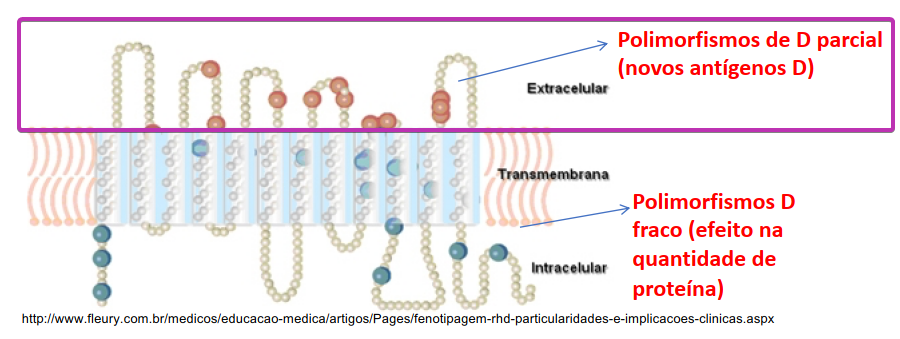 Polimorfismos de D parcial
(novos antígenos D)
Extracelular
Transmembrana
Polimorfismos D
fraco (efeito na
quantidade de
proteína)
Intracelular
http://www.fleury.com.br/medicos/educacao-medica/artigos/Pages/fenotipagem-rhd-particularidades-e-implicacoes-clinicas.aspx